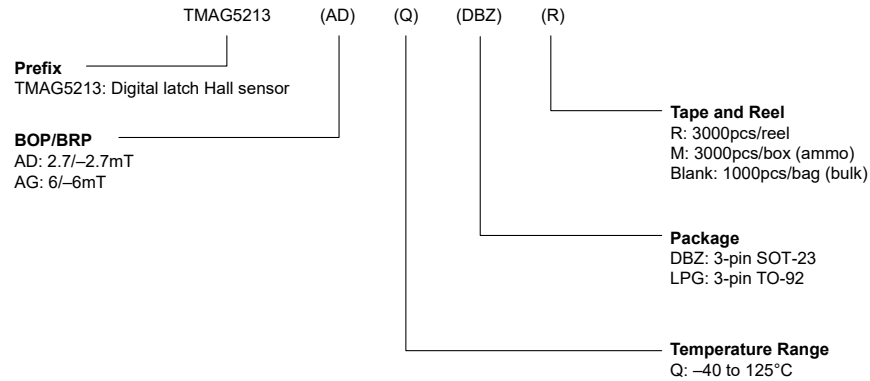 TMAG5213 (AD) (Q) (DBZ) (R)
Prefix
TMAG5213: Digital latch Hall sensor
BOP/BRP
AD: 2.7/–2.7mT
AG: 6/–6mT
Tape and Reel
R: 3000pcs/reel
M: 3000pcs/box (ammo)
Blank: 1000pcs/bag (bulk)
Package
DBZ: 3-pin SOT-23
LPG: 3-pin TO-92
Temperature Range
Q: –40 to 125°C